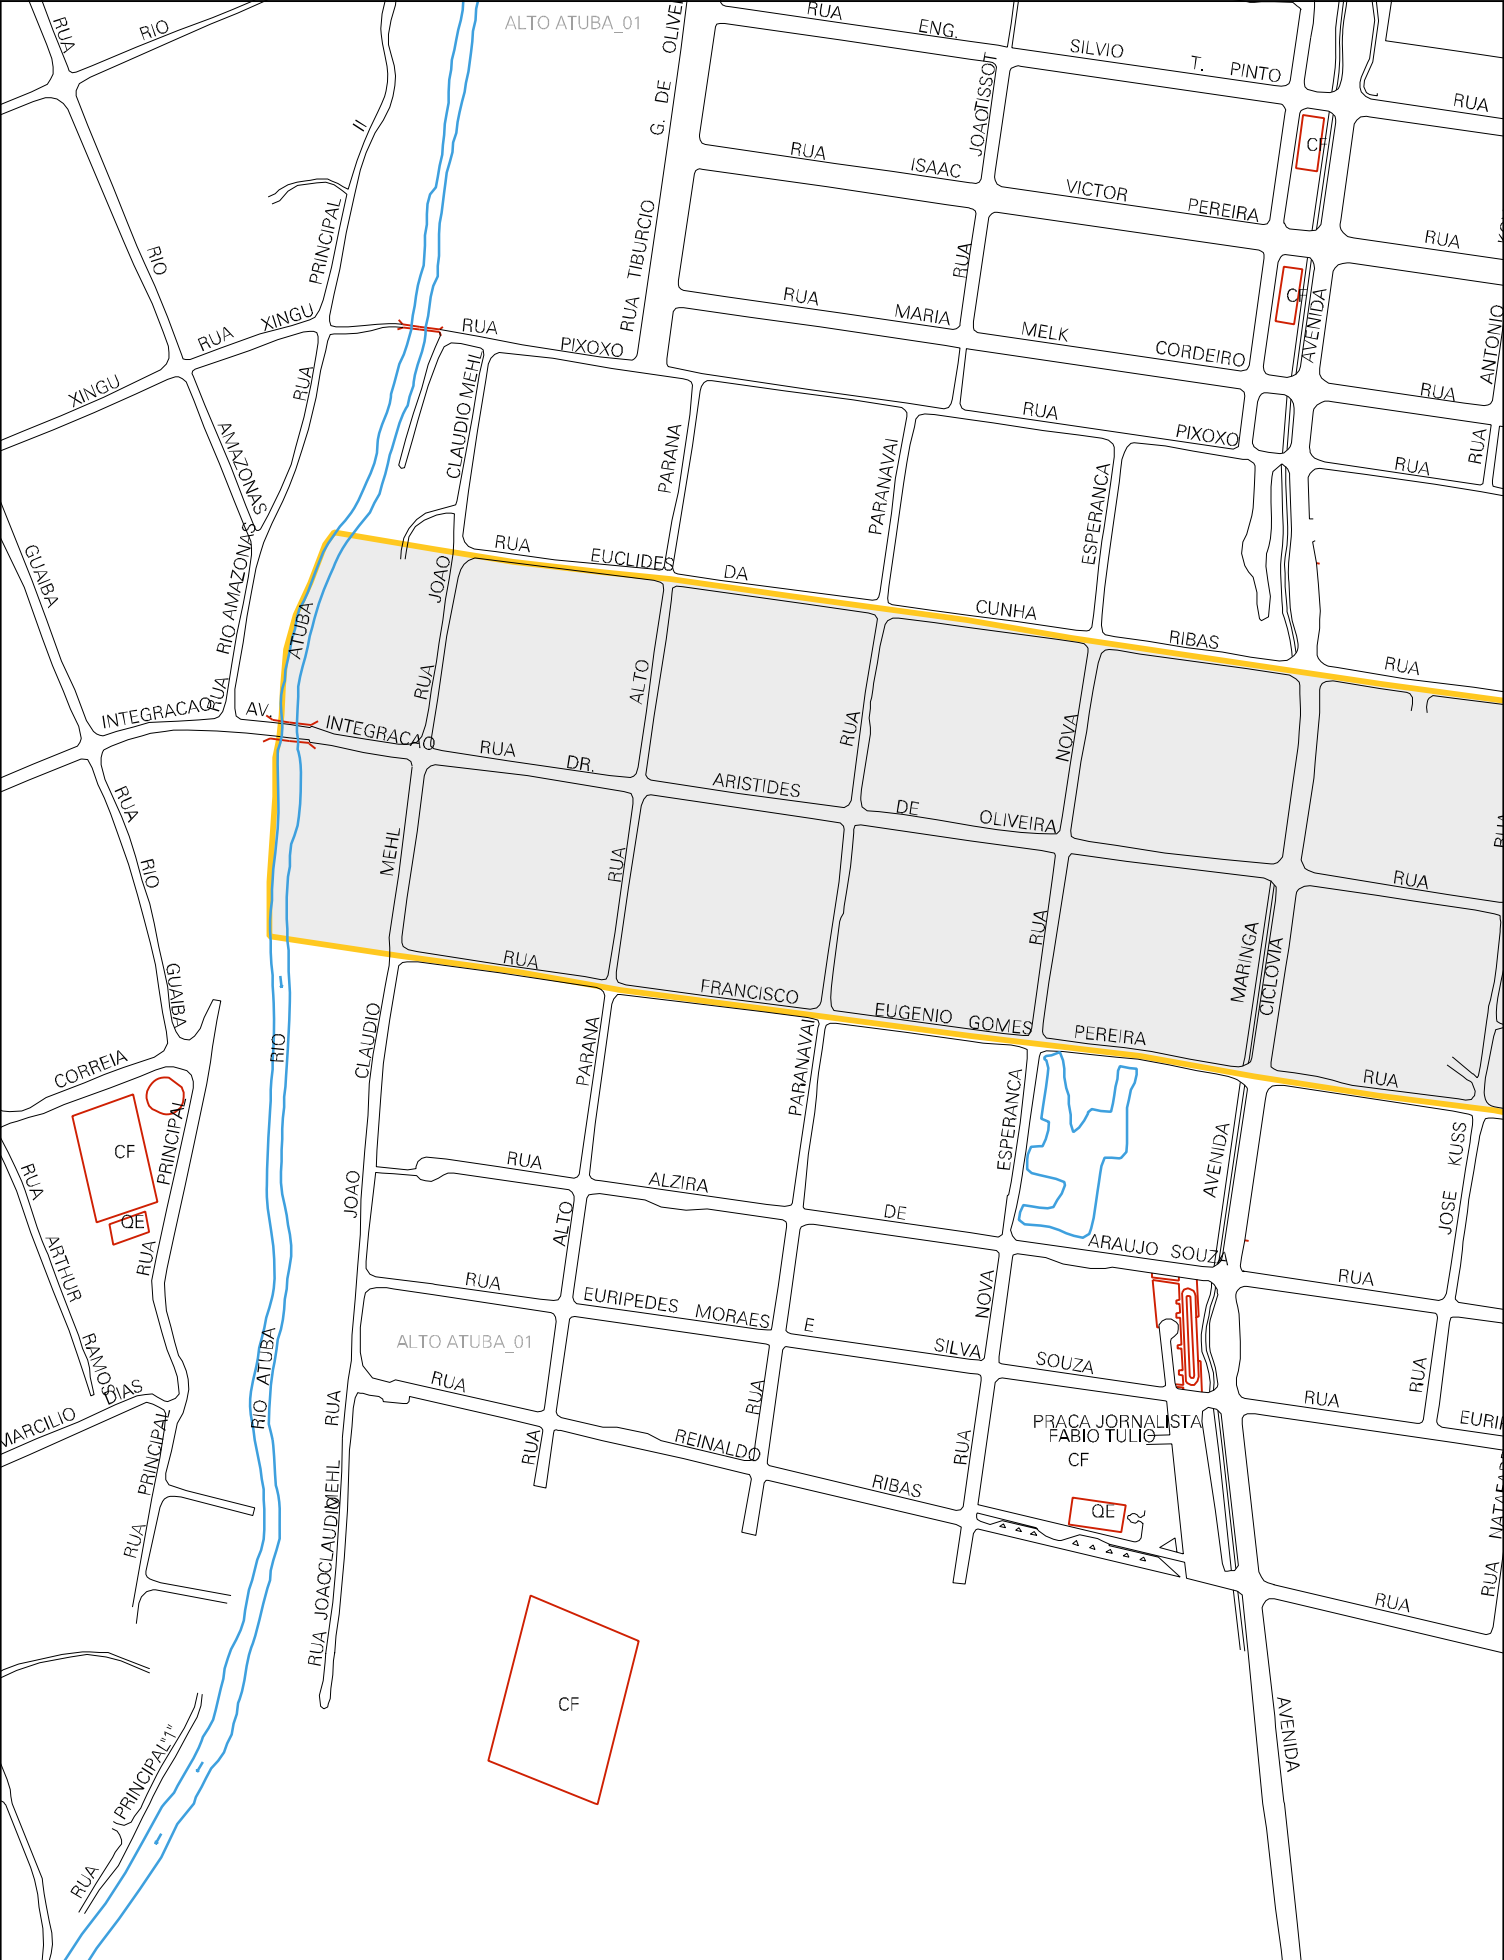 ALTO ATUBA_01
RUA
RIO
RUA
ENG.
SILVIO
T.
PINTO
RUA
G. DE
II
JOAO
TISSOT
CF
RUA
ISAAC
VICTOR
PEREIRA
RUA
RIO
PRINCIPAL
RUA TIBURCIO
RUA
RUA
MARIA
MELK
CORDEIRO
CF
AVENIDA
ANTONIO
RUA
RUA
XINGU
XINGU
RUA
PIXOXO
RUA
AMAZONAS
CLAUDIO MEHL
PARANA
PARANAVAI
ESPERANCA
RUA
PIXOXO
RUA
RUA
GUAIBA
RUA
EUCLIDES
DA
CUNHA
RIBAS
RUA
RUA
RIO AMAZONAS
ATUBA
JOAO
RUA
ALTO
RUA
NOVA
INTEGRACAO
AV.
INTEGRACAO
RUA
DR.
ARISTIDES
DE
OLIVEIRA
RUA
RUA
RIO
GUAIBA
MEHL
RUA
RUA
MARINGA
CICLOVIA
RUA
FRANCISCO
EUGENIO
GOMES
PEREIRA
RUA
RIO
CLAUDIO
PARANA
PARANAVAI
ESPERANCA
AVENIDA
JOSE KUSS
CORREIA
CF
QE
PRINCIPAL
RUA
RUA
ARTHUR
RAMOS
JOAO
RUA
ALZIRA
DE
ARAUJO
SOUZA
RUA
ALTO
NOVA
RUA
EURIPEDES
MORAES
E
SILVA
SOUZA
RUA
RUA
ALTO ATUBA_01
RIO ATUBA
MARCILIO
DIAS
PRINCIPAL
RUA
RUA
RUA
RUA
REINALDO
RIBAS
RUA
RUA
PRACA JORNALISTA
FABIO TULIO
CF
QE
MEHL
RUA JOAO
CLAUDIO
RUA
RUA
CF
AVENIDA
PRINCIPAL"1"
RUA